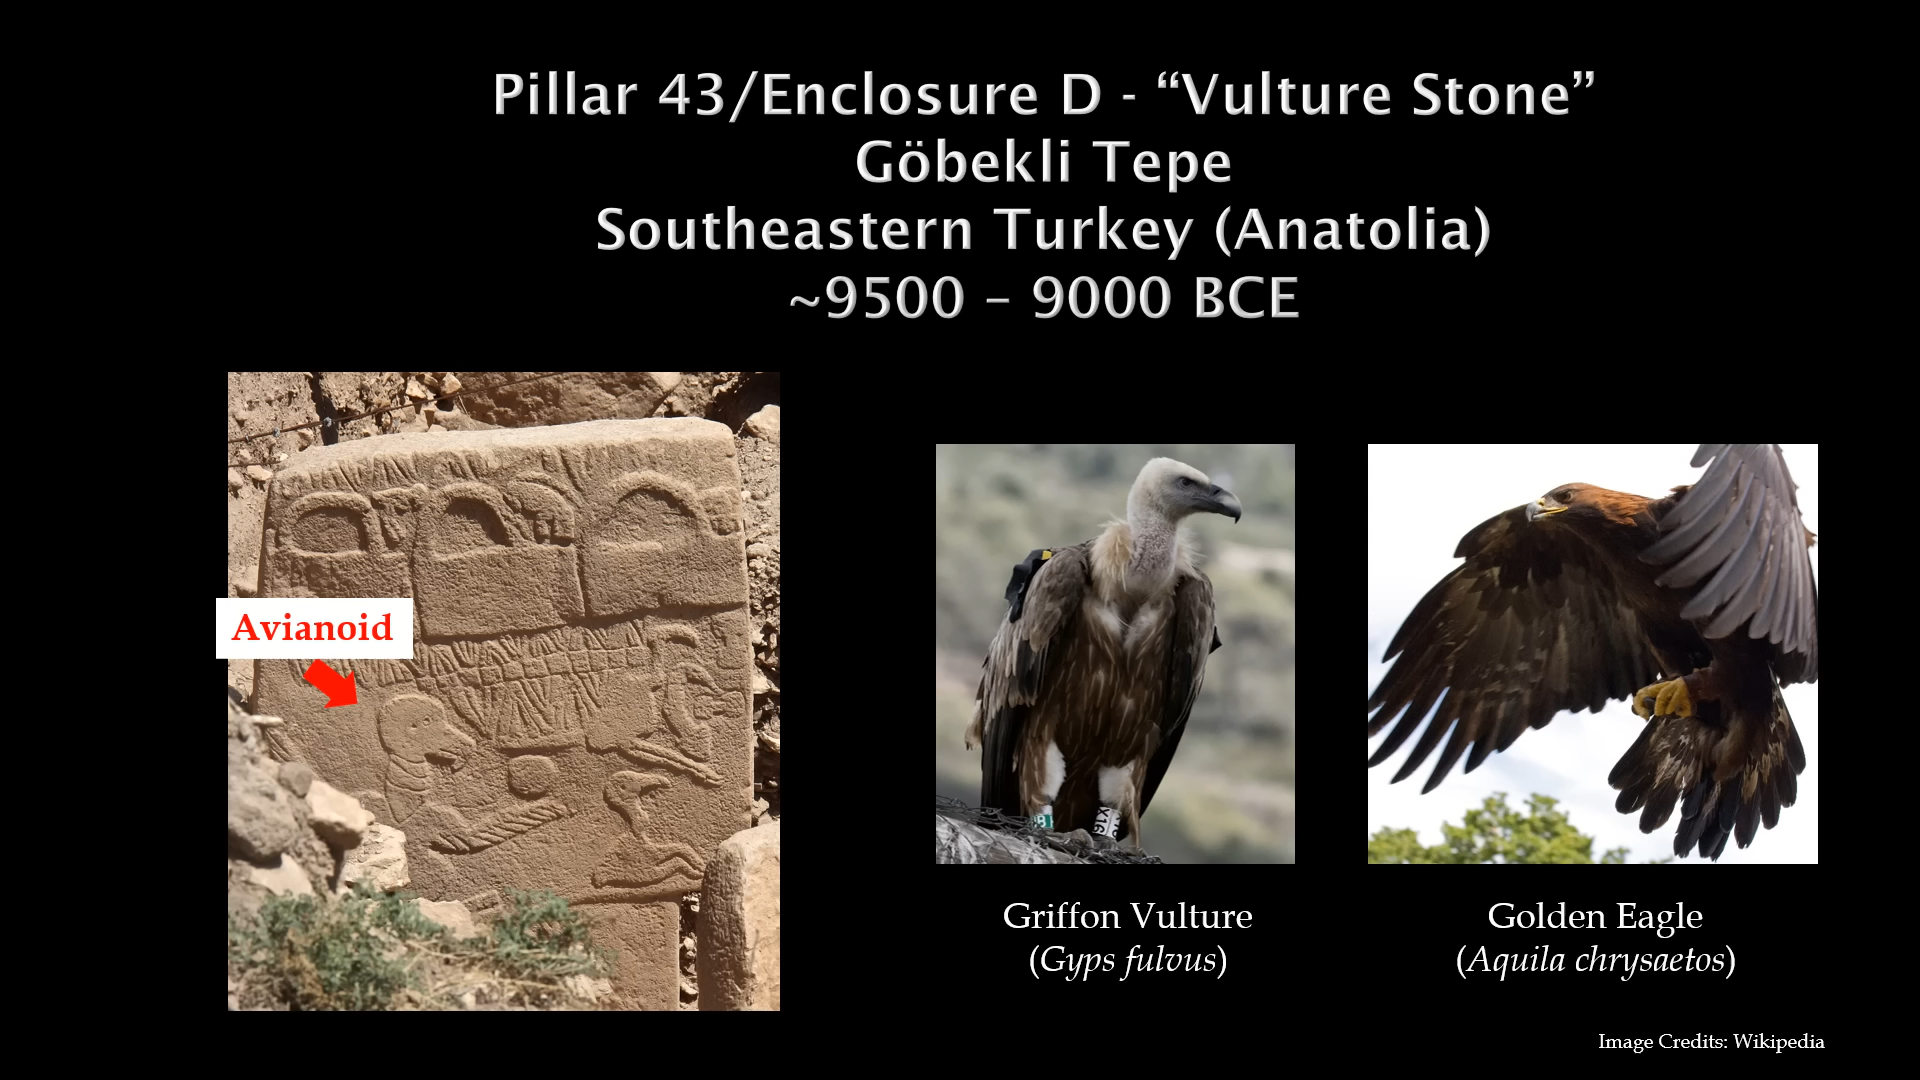 Pillar 43/Enclosure D - “Vulture Stone”
Göbekli Tepe
Southeastern Turkey (Anatolia)
~9500 – 9000 BCE
Avianoid
X16
Griffon Vulture
(Gyps fulvus)
Golden Eagle
(Aquila chrysaetos)
Image Credits: Wikipedia